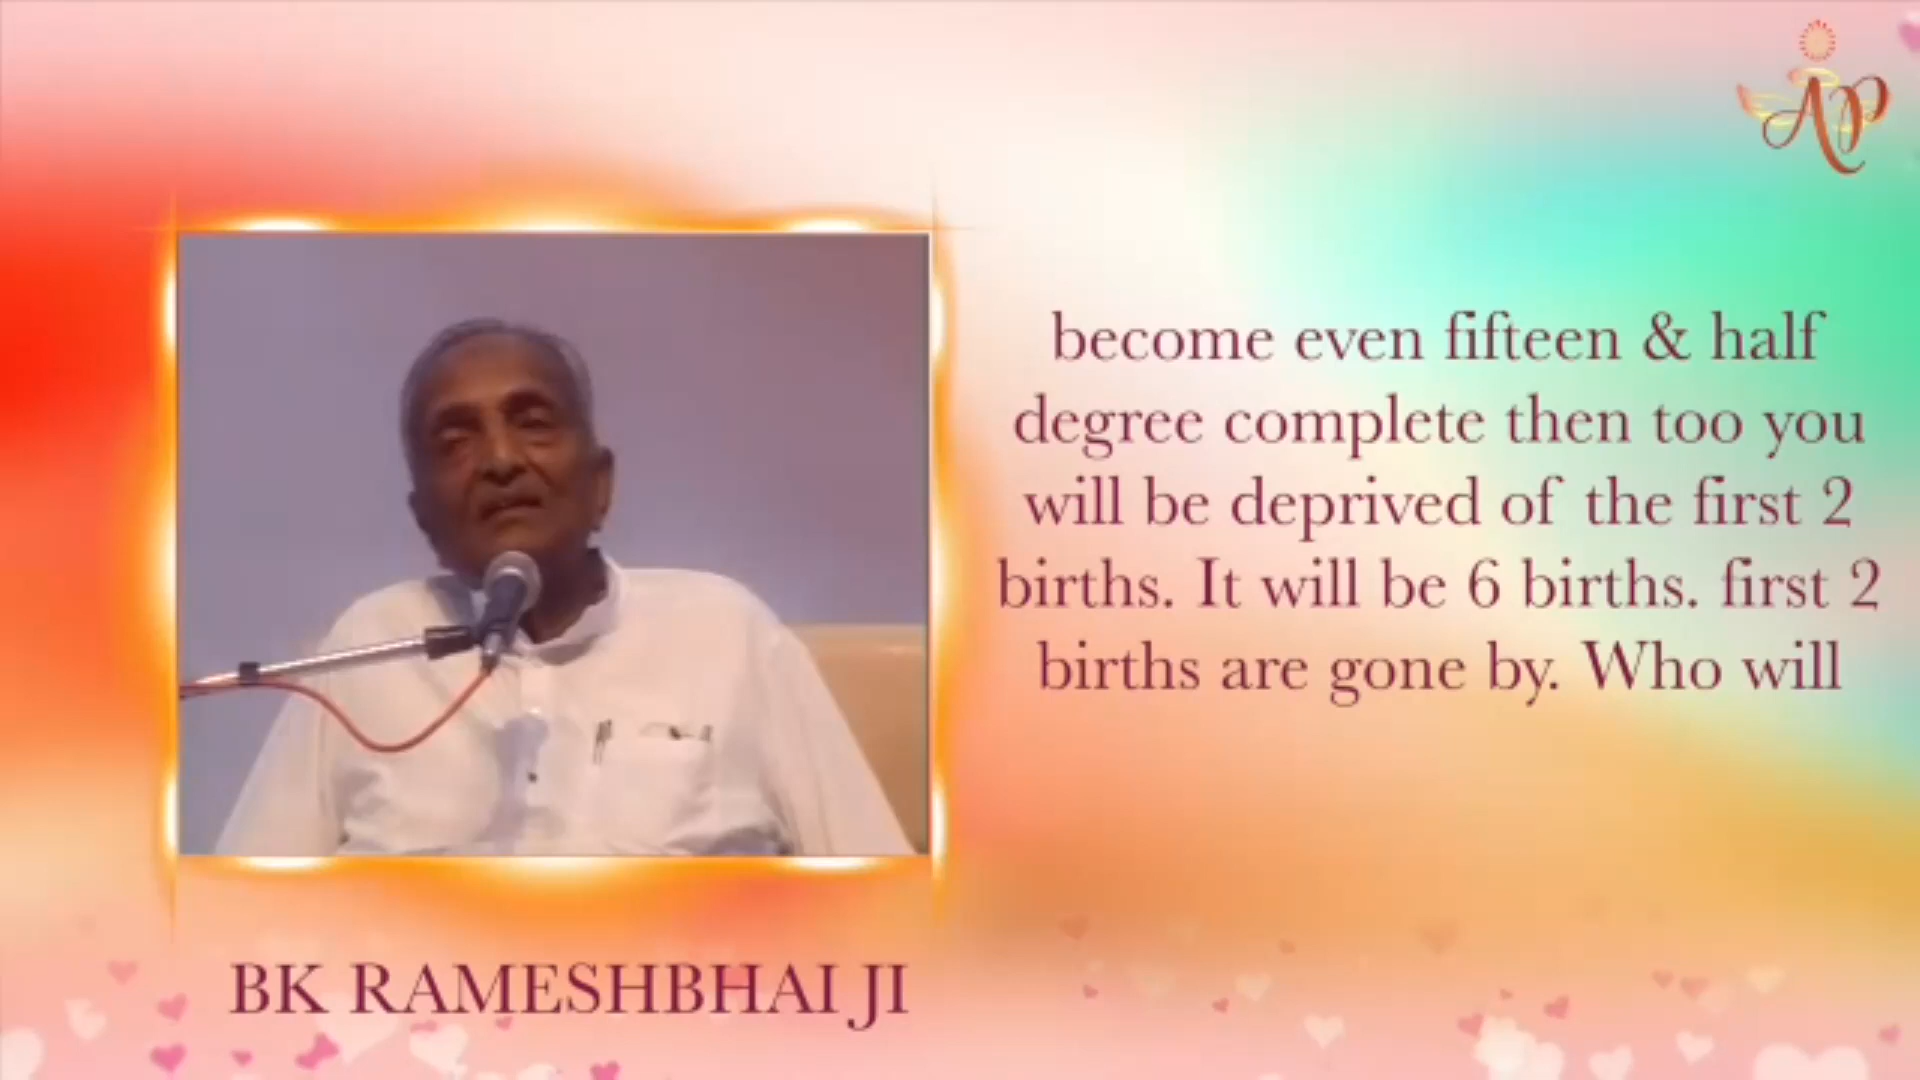 AP
become even fifteen & half
degree complete then too you
will be deprived of the first 2
births. It will be 6 births. first 2
births are gone by. Who will
BK RAMESHBHAI JI